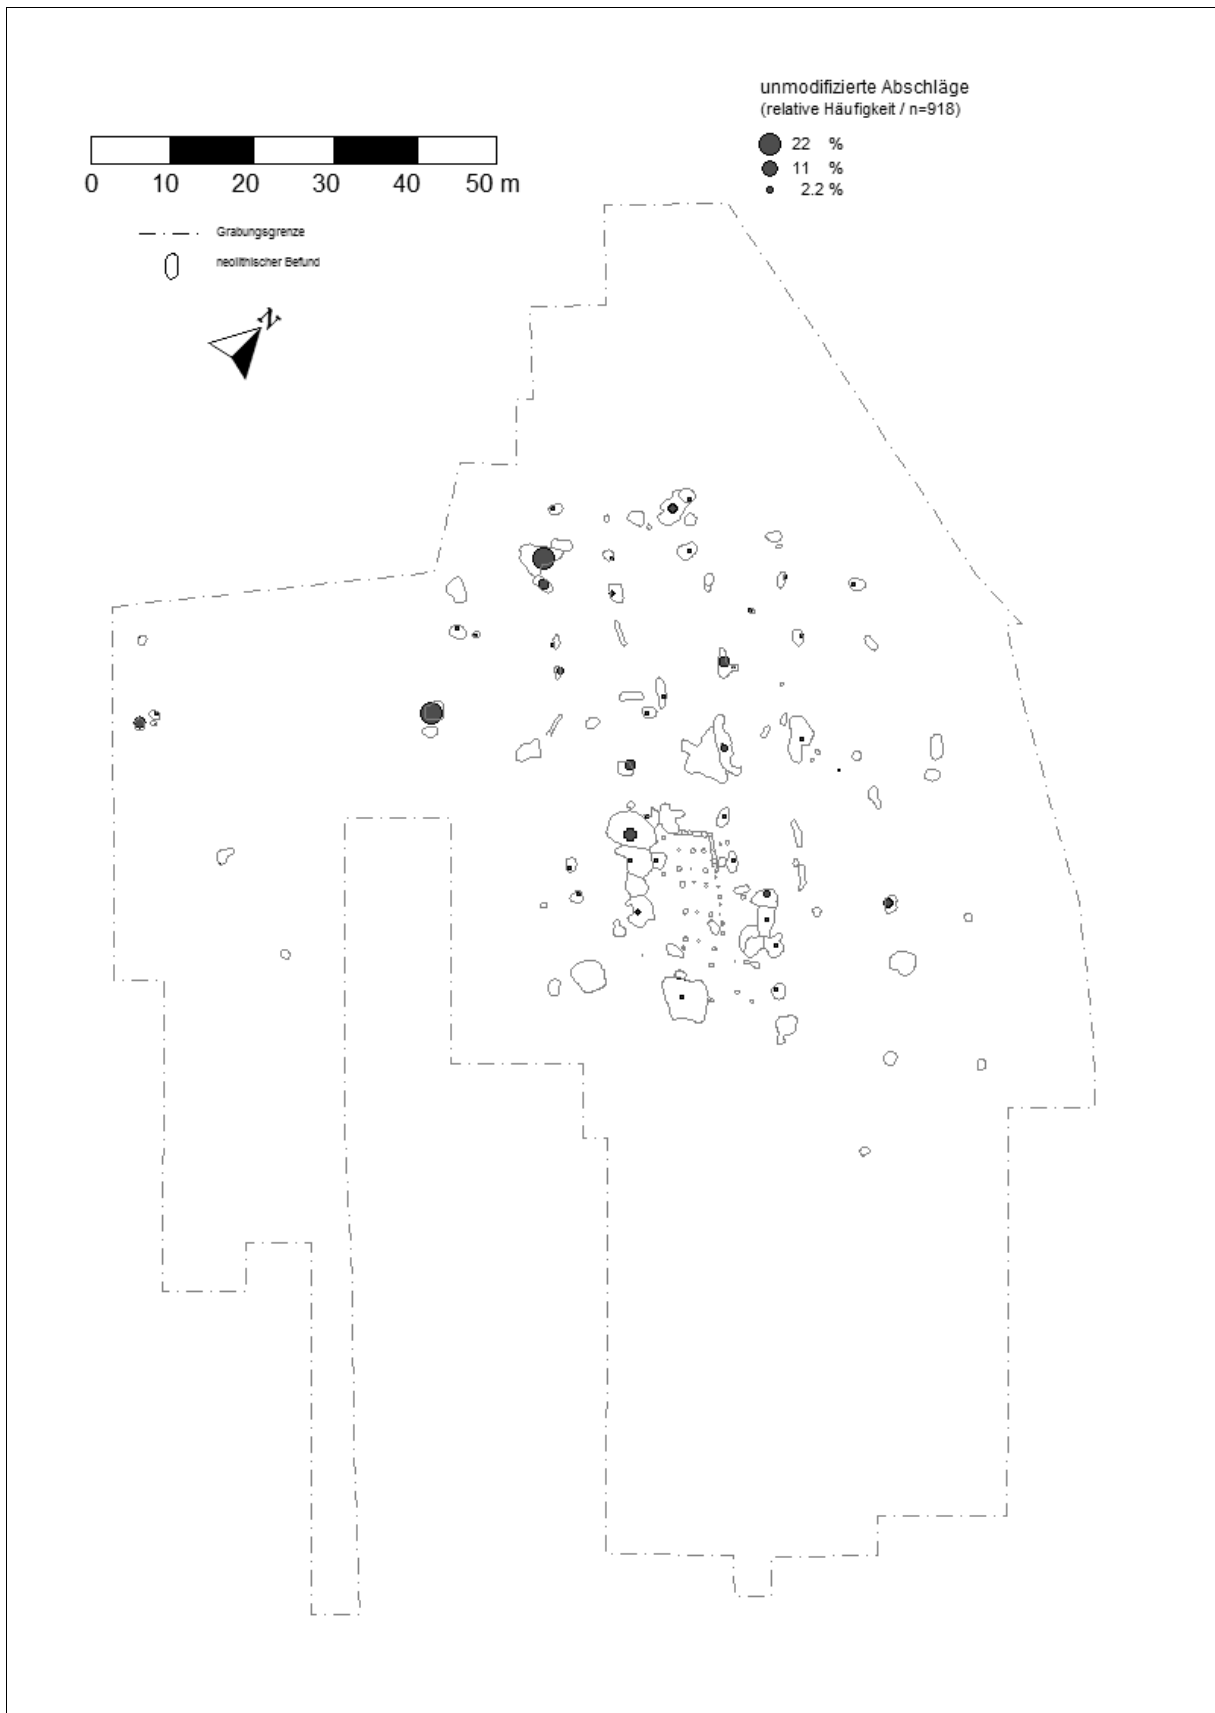 unmodifizierte Abschläge
(relative Häufigkeit / n=918)
22 %
11 %
2.2 %
0 10 20 30 40 50 m
Grabungsgrenze
neolithischer Befund
N